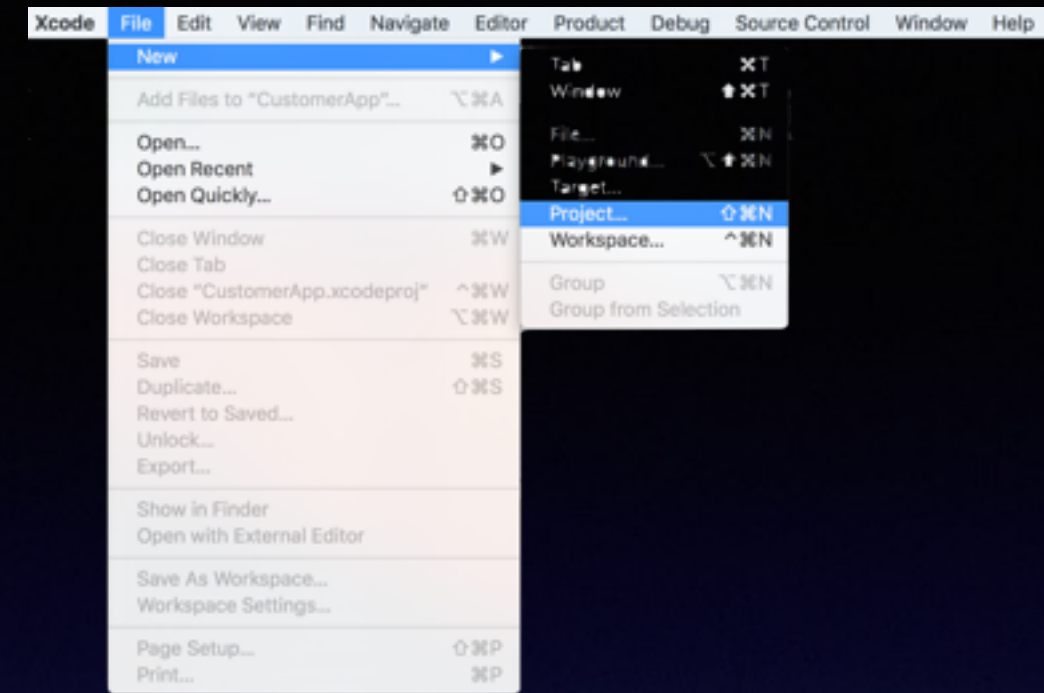 Xcode File Edit View Find Navigate Editor Product Debug Source Control Window Help
New ▶
Add Files to "CustomerApp"... ⌥⌘A
Open... ⌘O
Open Recent ▶
Open Quickly... ⇧⌘O
Close Window ⌘W
Close Tab
Close "CustomerApp.xcodeproj" ^⌘W
Close Workspace ⌥⌘W
Save ⌘S
Duplicate... ⇧⌘S
Revert to Saved...
Unlock...
Export...
Show in Finder
Open with External Editor
Save As Workspace...
Workspace Settings...
Page Setup... ⇧⌘P
Print... ⌘P
Tab ⌘T
Window ⇧⌘T
File... ⌘N
Playground... ⌥⇧⌘N
Target...
Project... ⇧⌘N
Workspace... ^⌘N
Group ⌥⌘N
Group from Selection